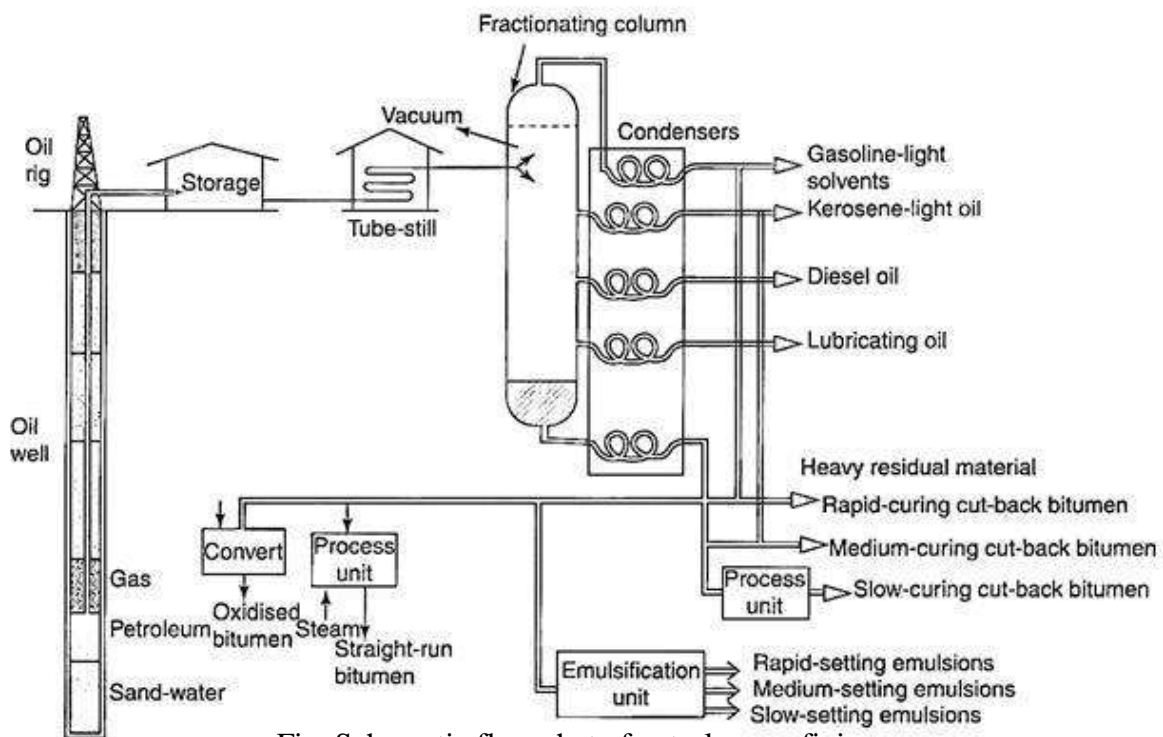 Fractionating column
Vacuum
Condensers
Oil
rig
Storage
Tube-still
Gasoline-light
solvents
Kerosene-light oil
Diesel oil
Lubricating oil
Oil
well
Heavy residual material
Rapid-curing cut-back bitumen
Convert
Process
unit
Medium-curing cut-back bitumen
Process
unit
Slow-curing cut-back bitumen
Gas
Petroleum
Oxidised
bitumen
Steam
Straight-run
bitumen
Sand-water
Emulsification
unit
Rapid-setting emulsions
Medium-setting emulsions
Slow-setting emulsions